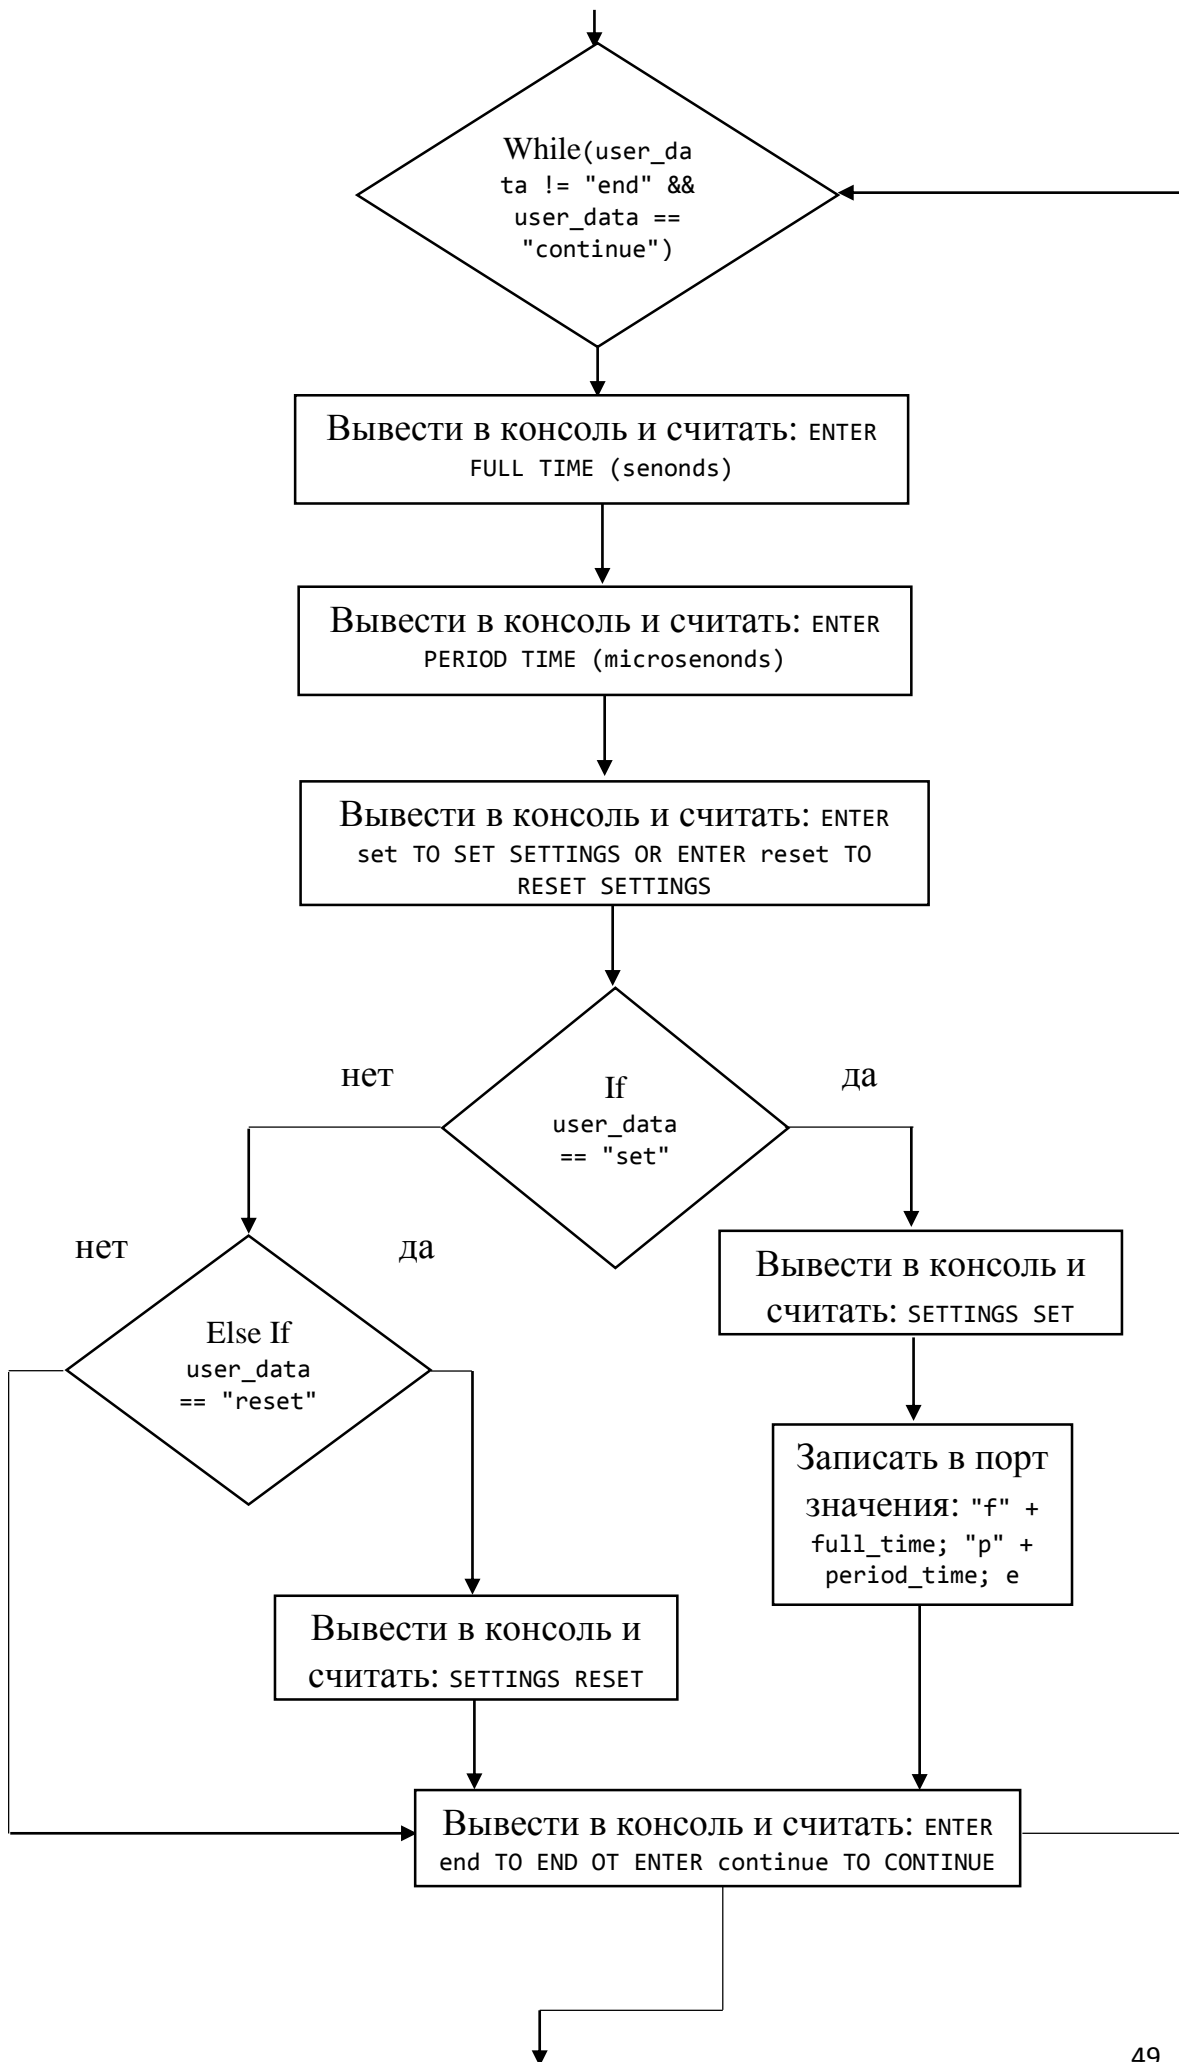 While(user_da
ta != "end" &&
user_data ==
"continue")
Вывести в консоль и считать: ENTER
FULL TIME (senonds)
Вывести в консоль и считать: ENTER
PERIOD TIME (microsenonds)
Вывести в консоль и считать: ENTER
set TO SET SETTINGS OR ENTER reset TO
RESET SETTINGS
нет
да
If
user_data
== "set"
нет
да
Else If
user_data
== "reset"
Вывести в консоль и
считать: SETTINGS SET
Записать в порт
значения: "f" +
full_time; "p" +
period_time; e
Вывести в консоль и
считать: SETTINGS RESET
Вывести в консоль и считать: ENTER
end TO END OT ENTER continue TO CONTINUE
49